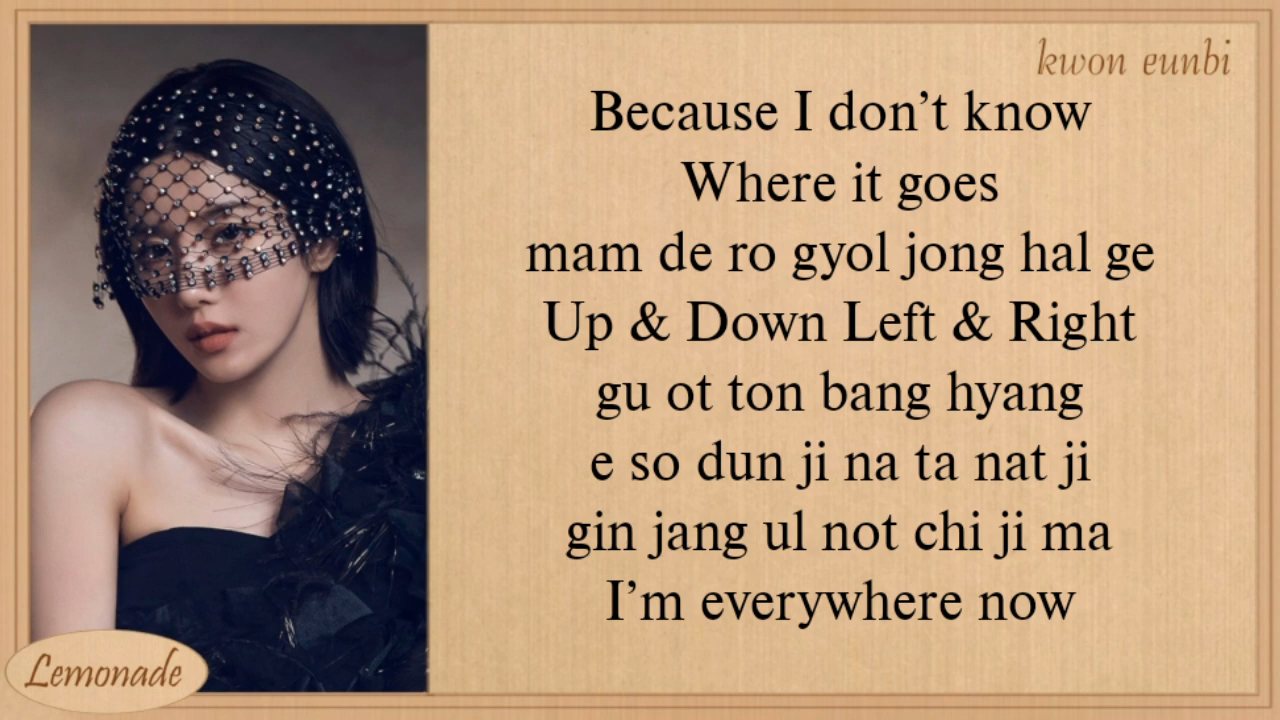 kwon eunbi
Because I don’t know
Where it goes
mam de ro gyol jong hal ge
Up & Down Left & Right
gu ot ton bang hyang
e so dun ji na ta nat ji
gin jang ul not chi ji ma
I’m everywhere now
Lemonade